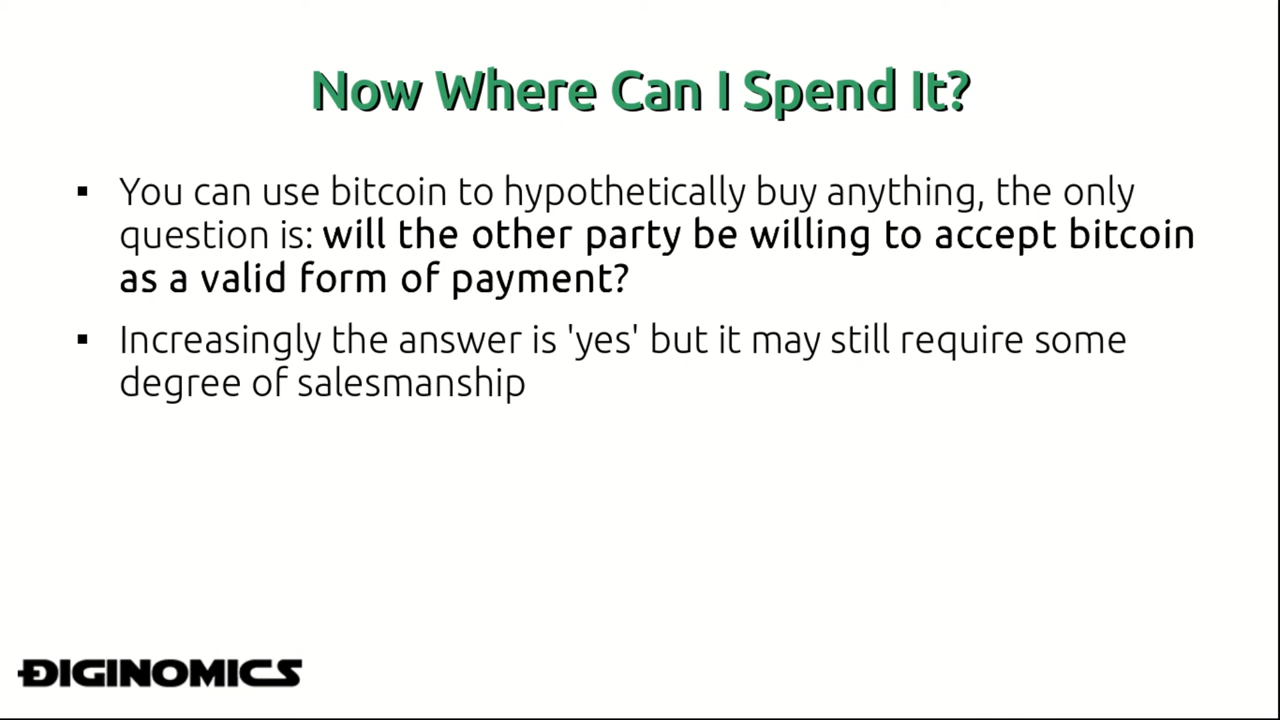 Now Where Can I Spend It?
▪ You can use bitcoin to hypothetically buy anything, the only
question is: will the other party be willing to accept bitcoin
as a valid form of payment?
▪ Increasingly the answer is 'yes' but it may still require some
degree of salesmanship
DIGINOMICS